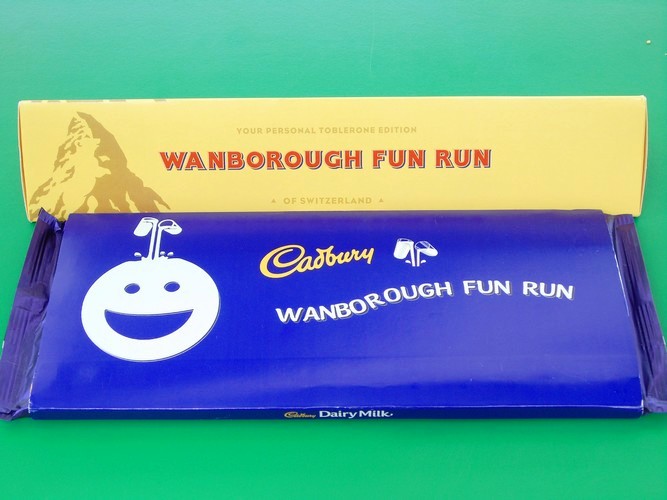 YOUR PERSONAL TOBLERONE EDITION
WANBOROUGH FUN RUN
OF SWITZERLAND
Cadbury
WANBOROUGH FUN RUN
Cadbury Dairy Milk